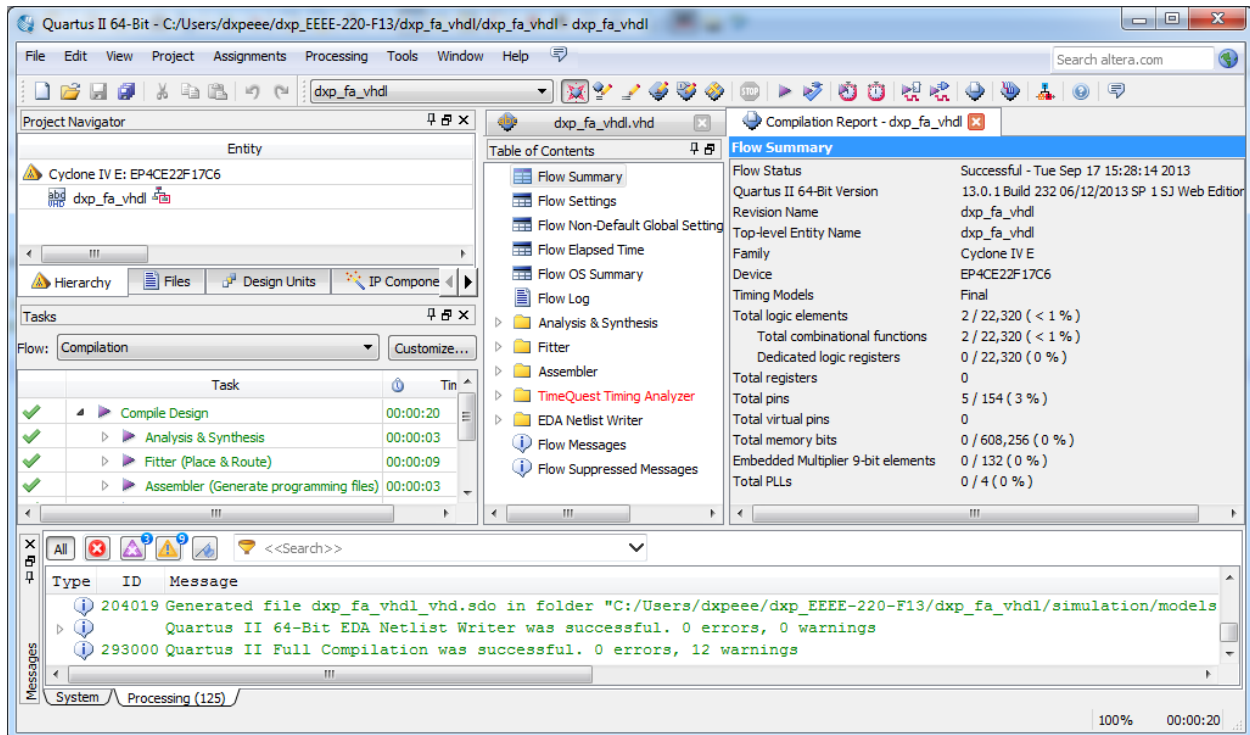 Quartus II 64-Bit - C:/Users/dxpeee/dxp_EEEE-220-F13/dxp_fa_vhdl/dxp_fa_vhdl - dxp_fa_vhdl
File Edit View Project Assignments Processing Tools Window Help
Search altera.com
dxp_fa_vhdl
Project Navigator
Entity
Cyclone IV E: EP4CE22F17C6
dxp_fa_vhdl
Hierarchy Files Design Units IP Compone
Tasks
Flow: Compilation Customize...
Task Tim
Compile Design 00:00:20
Analysis & Synthesis 00:00:03
Fitter (Place & Route) 00:00:09
Assembler (Generate programming files) 00:00:03
dxp_fa_vhdl.vhd
Table of Contents
Flow Summary
Flow Settings
Flow Non-Default Global Setting
Flow Elapsed Time
Flow OS Summary
Flow Log
Analysis & Synthesis
Fitter
Assembler
TimeQuest Timing Analyzer
EDA Netlist Writer
Flow Messages
Flow Suppressed Messages
Compilation Report - dxp_fa_vhdl
Flow Summary
Flow Status Successful - Tue Sep 17 15:28:14 2013
Quartus II 64-Bit Version 13.0.1 Build 232 06/12/2013 SP 1 SJ Web Edition
Revision Name dxp_fa_vhdl
Top-level Entity Name dxp_fa_vhdl
Family Cyclone IV E
Device EP4CE22F17C6
Timing Models Final
Total logic elements 2 / 22,320 ( < 1 % )
Total combinational functions 2 / 22,320 ( < 1 % )
Dedicated logic registers 0 / 22,320 ( 0 % )
Total registers 0
Total pins 5 / 154 ( 3 % )
Total virtual pins 0
Total memory bits 0 / 608,256 ( 0 % )
Embedded Multiplier 9-bit elements 0 / 132 ( 0 % )
Total PLLs 0 / 4 ( 0 % )
All 3 9 <<Search>>
Type ID Message
204019 Generated file dxp_fa_vhdl_vhd.sdo in folder "C:/Users/dxpeee/dxp_EEEE-220-F13/dxp_fa_vhdl/simulation/models
Quartus II 64-Bit EDA Netlist Writer was successful. 0 errors, 0 warnings
293000 Quartus II Full Compilation was successful. 0 errors, 12 warnings
Messages
System Processing (125)
100% 00:00:20